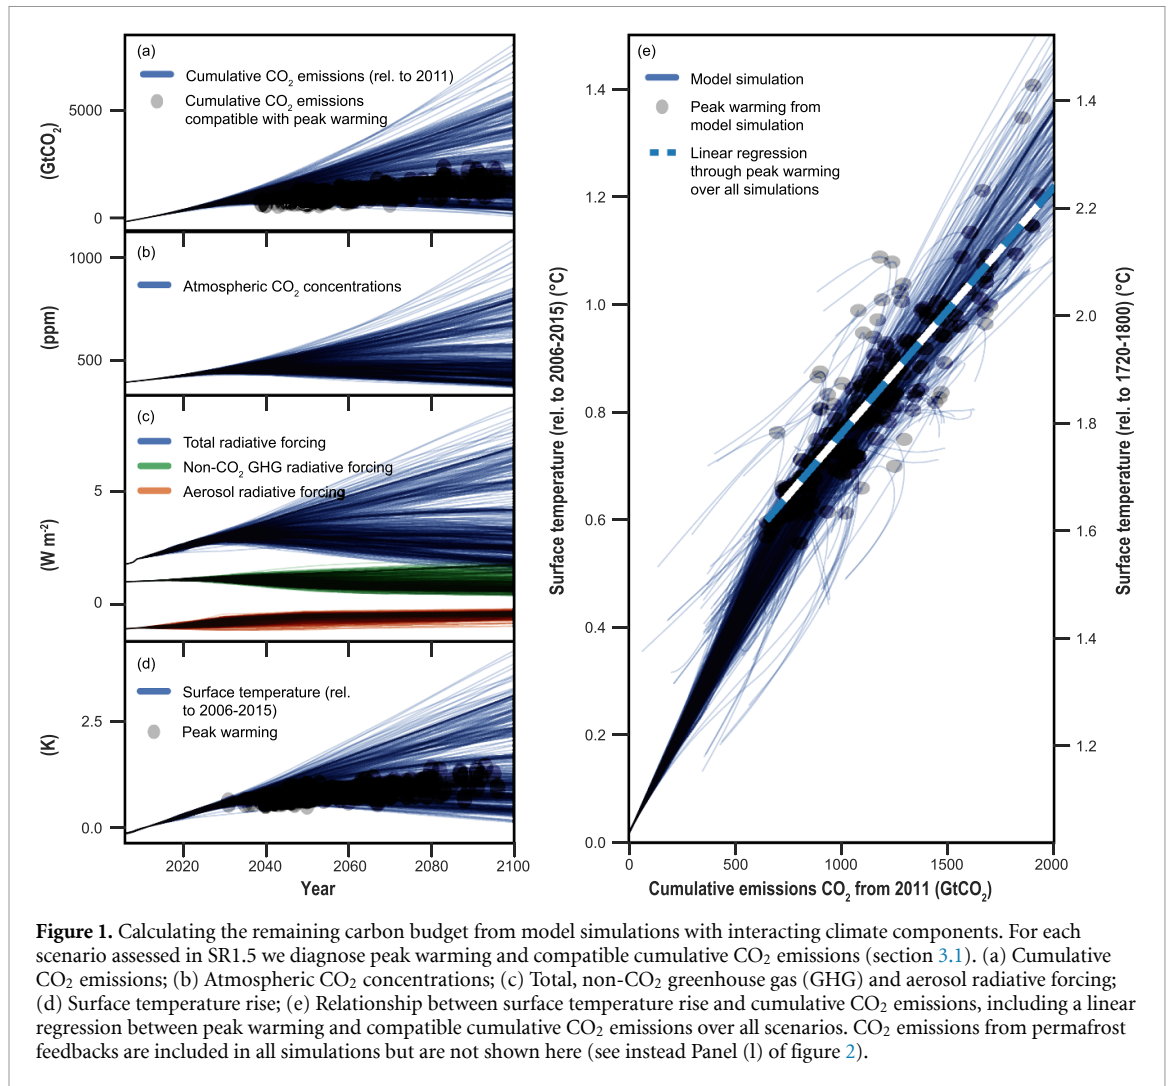 (a)
Cumulative CO2 emissions (rel. to 2011)
Cumulative CO2 emissions
compatible with peak warming
5000
0
(GtCO2)
(b)
Atmospheric CO2 concentrations
1000
500
(ppm)
(c)
Total radiative forcing
Non-CO2 GHG radiative forcing
Aerosol radiative forcing
5
0
(W m-2)
(d)
Surface temperature (rel.
to 2006-2015)
Peak warming
2.5
0.0
(K)
2020 2040 2060 2080 2100
Year
(e)
Model simulation
Peak warming from
model simulation
Linear regression
through peak warming
over all simulations
1.4
1.2
1.0
0.8
0.6
0.4
0.2
0.0
Surface temperature (rel. to 2006-2015) (°C)
1.4
2.2
2.0
1.8
1.6
1.4
1.2
Surface temperature (rel. to 1720-1800) (°C)
0 500 1000 1500 2000
Cumulative emissions CO2 from 2011 (GtCO2)
Figure 1. Calculating the remaining carbon budget from model simulations with interacting climate components. For each
scenario assessed in SR1.5 we diagnose peak warming and compatible cumulative CO2 emissions (section 3.1). (a) Cumulative
CO2 emissions; (b) Atmospheric CO2 concentrations; (c) Total, non-CO2 greenhouse gas (GHG) and aerosol radiative forcing;
(d) Surface temperature rise; (e) Relationship between surface temperature rise and cumulative CO2 emissions, including a linear
regression between peak warming and compatible cumulative CO2 emissions over all scenarios. CO2 emissions from permafrost
feedbacks are included in all simulations but are not shown here (see instead Panel (l) of figure 2).